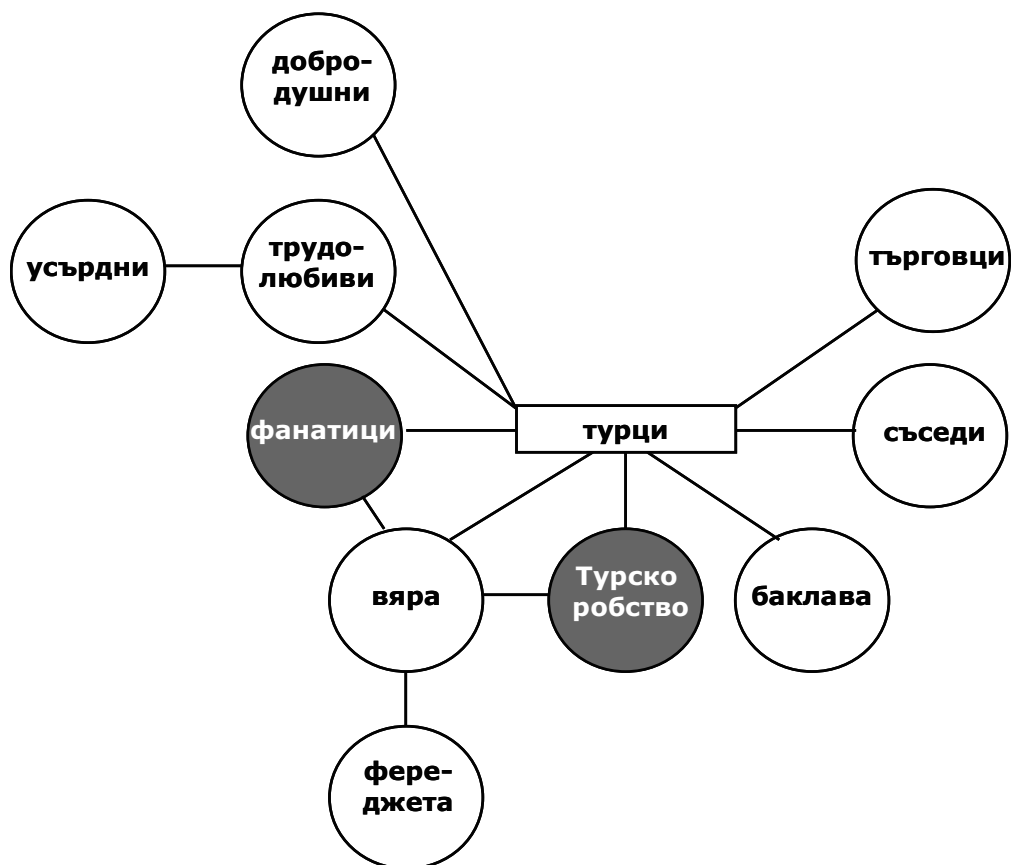 добро-
душни
усърдни
трудо-
любиви
търговци
фанатици
турци
съседи
вяра
Турско
робство
баклава
фере-
джета